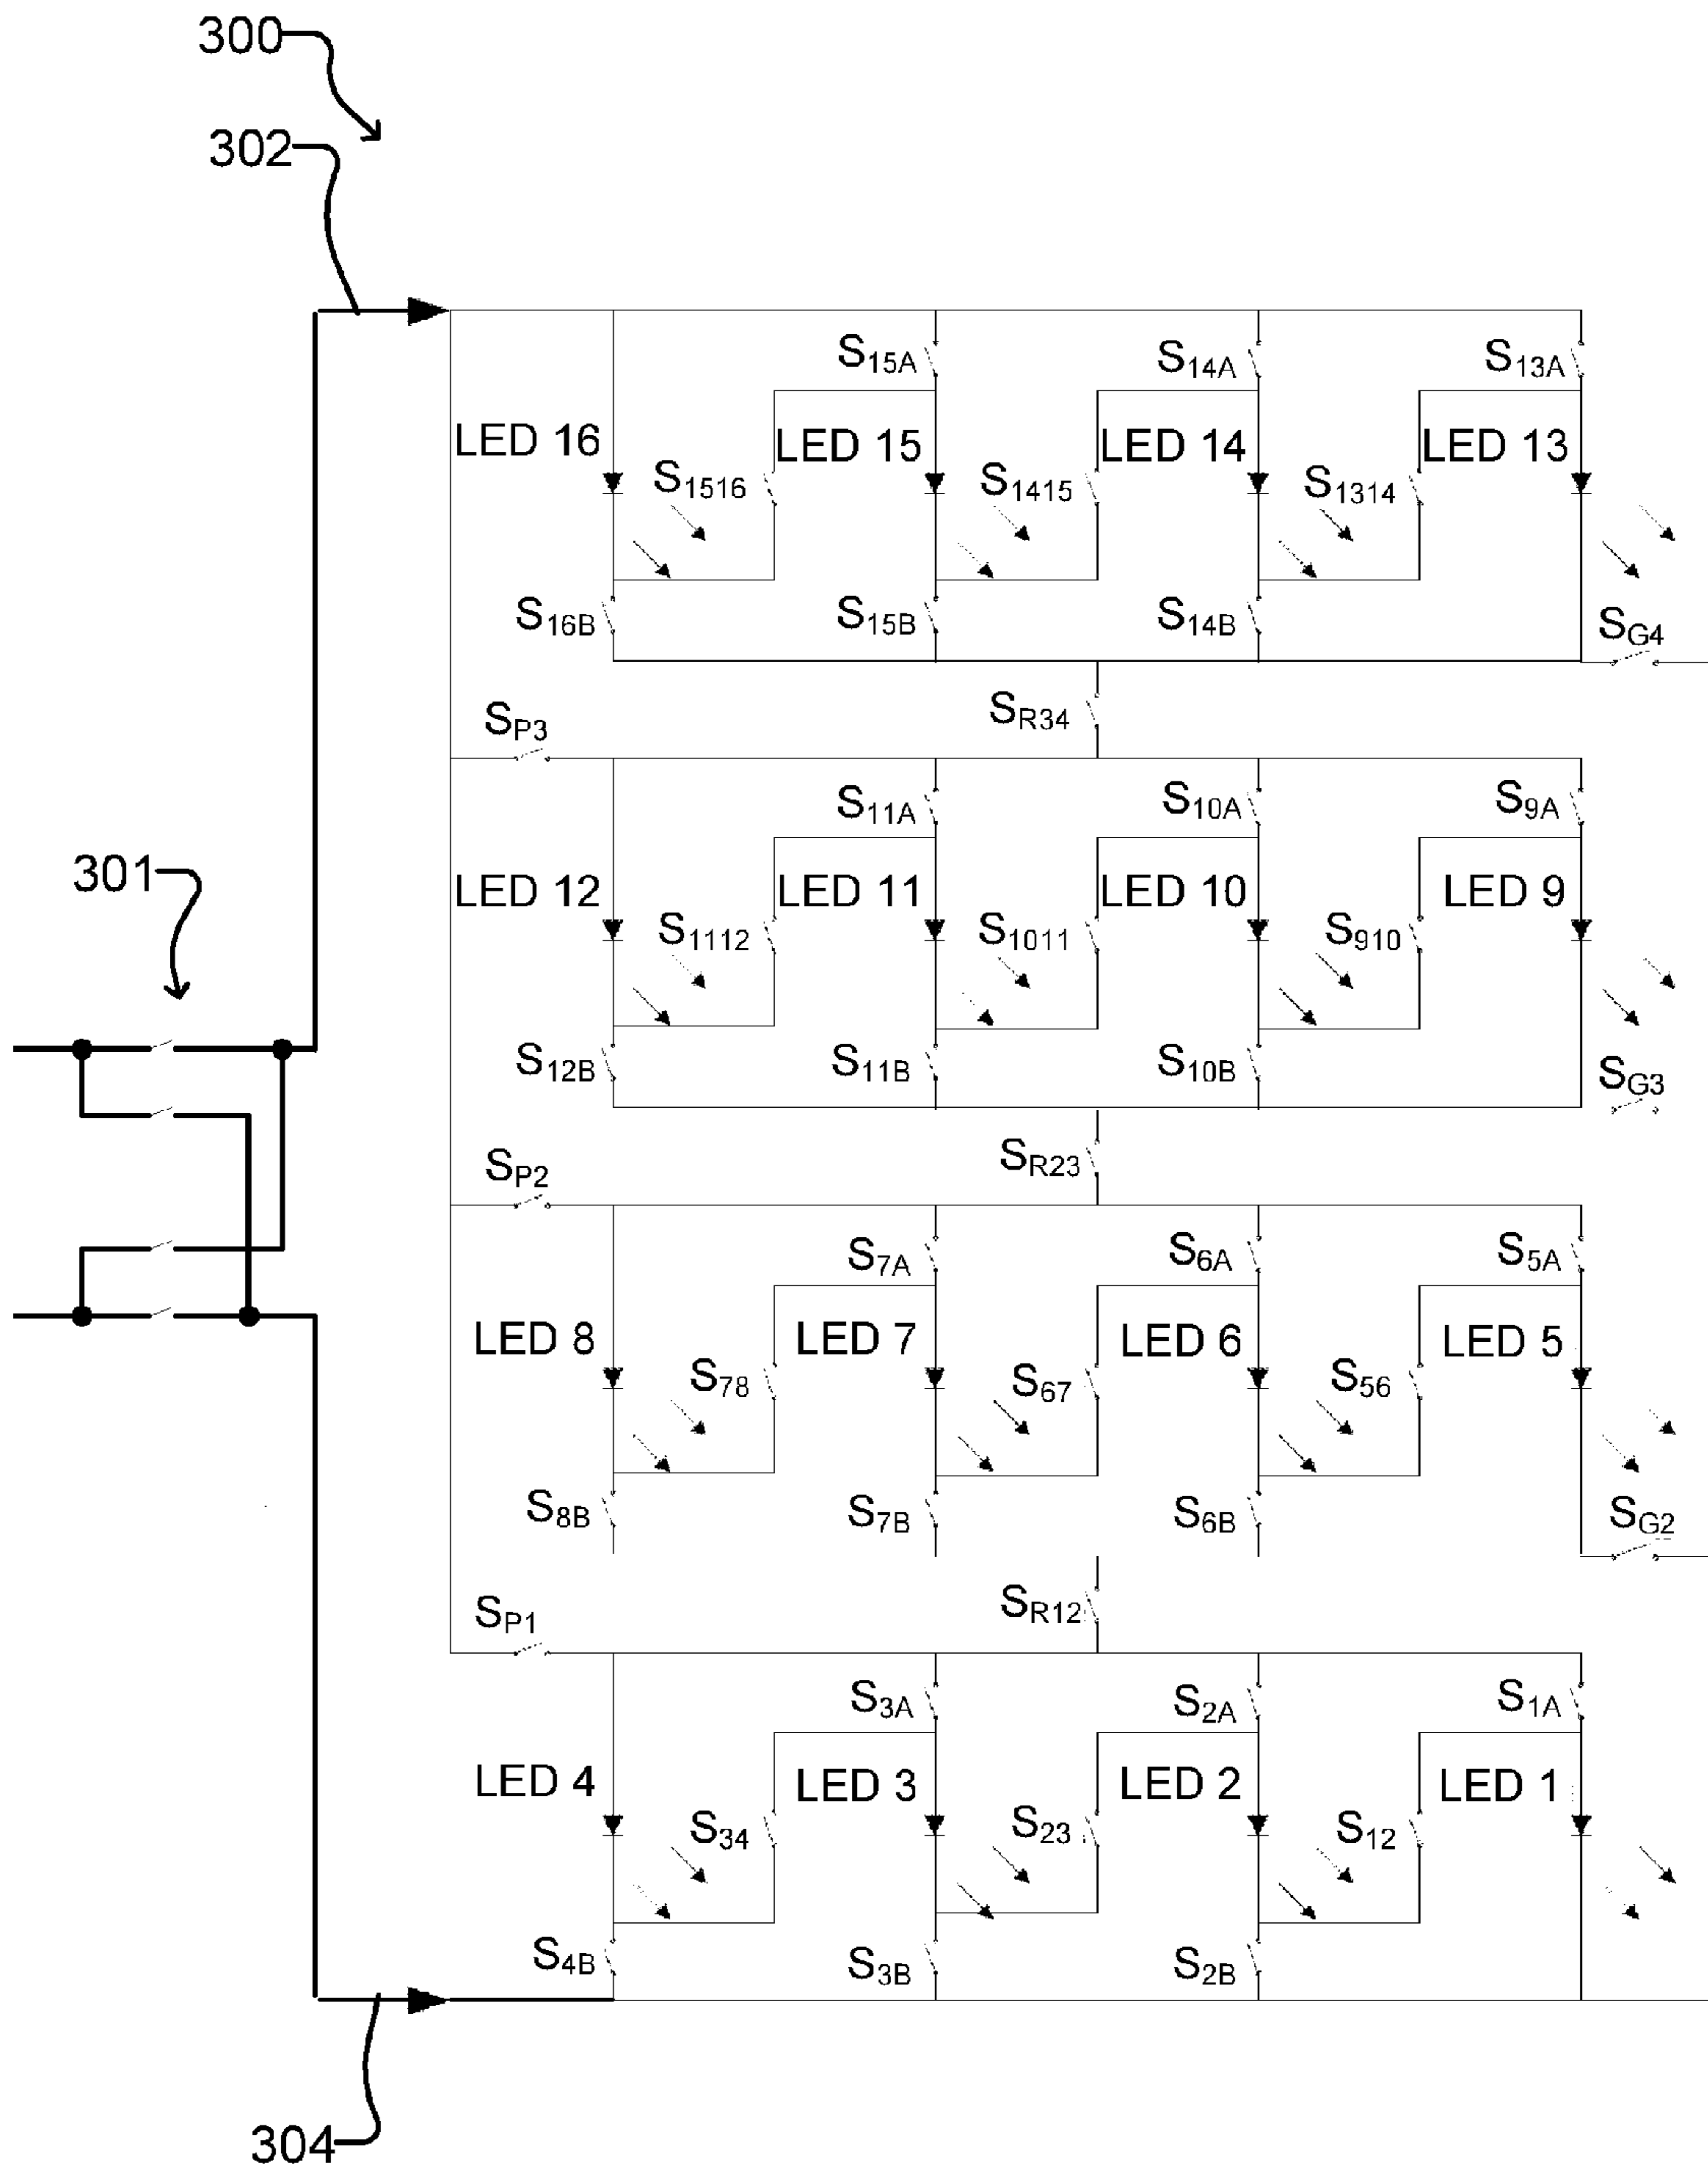 300
302
S15A
S14A
S13A
LED 16
LED 15
LED 14
LED 13
S1516
S1415
S1314
S16B
S15B
S14B
SG4
SR34
SP3
S11A
S10A
S9A
301
LED 12
LED 11
LED 10
LED 9
S1112
S1011
S910
S12B
S11B
S10B
SG3
SR23
SP2
S7A
S6A
S5A
LED 8
LED 7
LED 6
LED 5
S78
S67
S56
S8B
S7B
S6B
SG2
SR12
SP1
S3A
S2A
S1A
LED 4
LED 3
LED 2
LED 1
S34
S23
S12
S4B
S3B
S2B
304